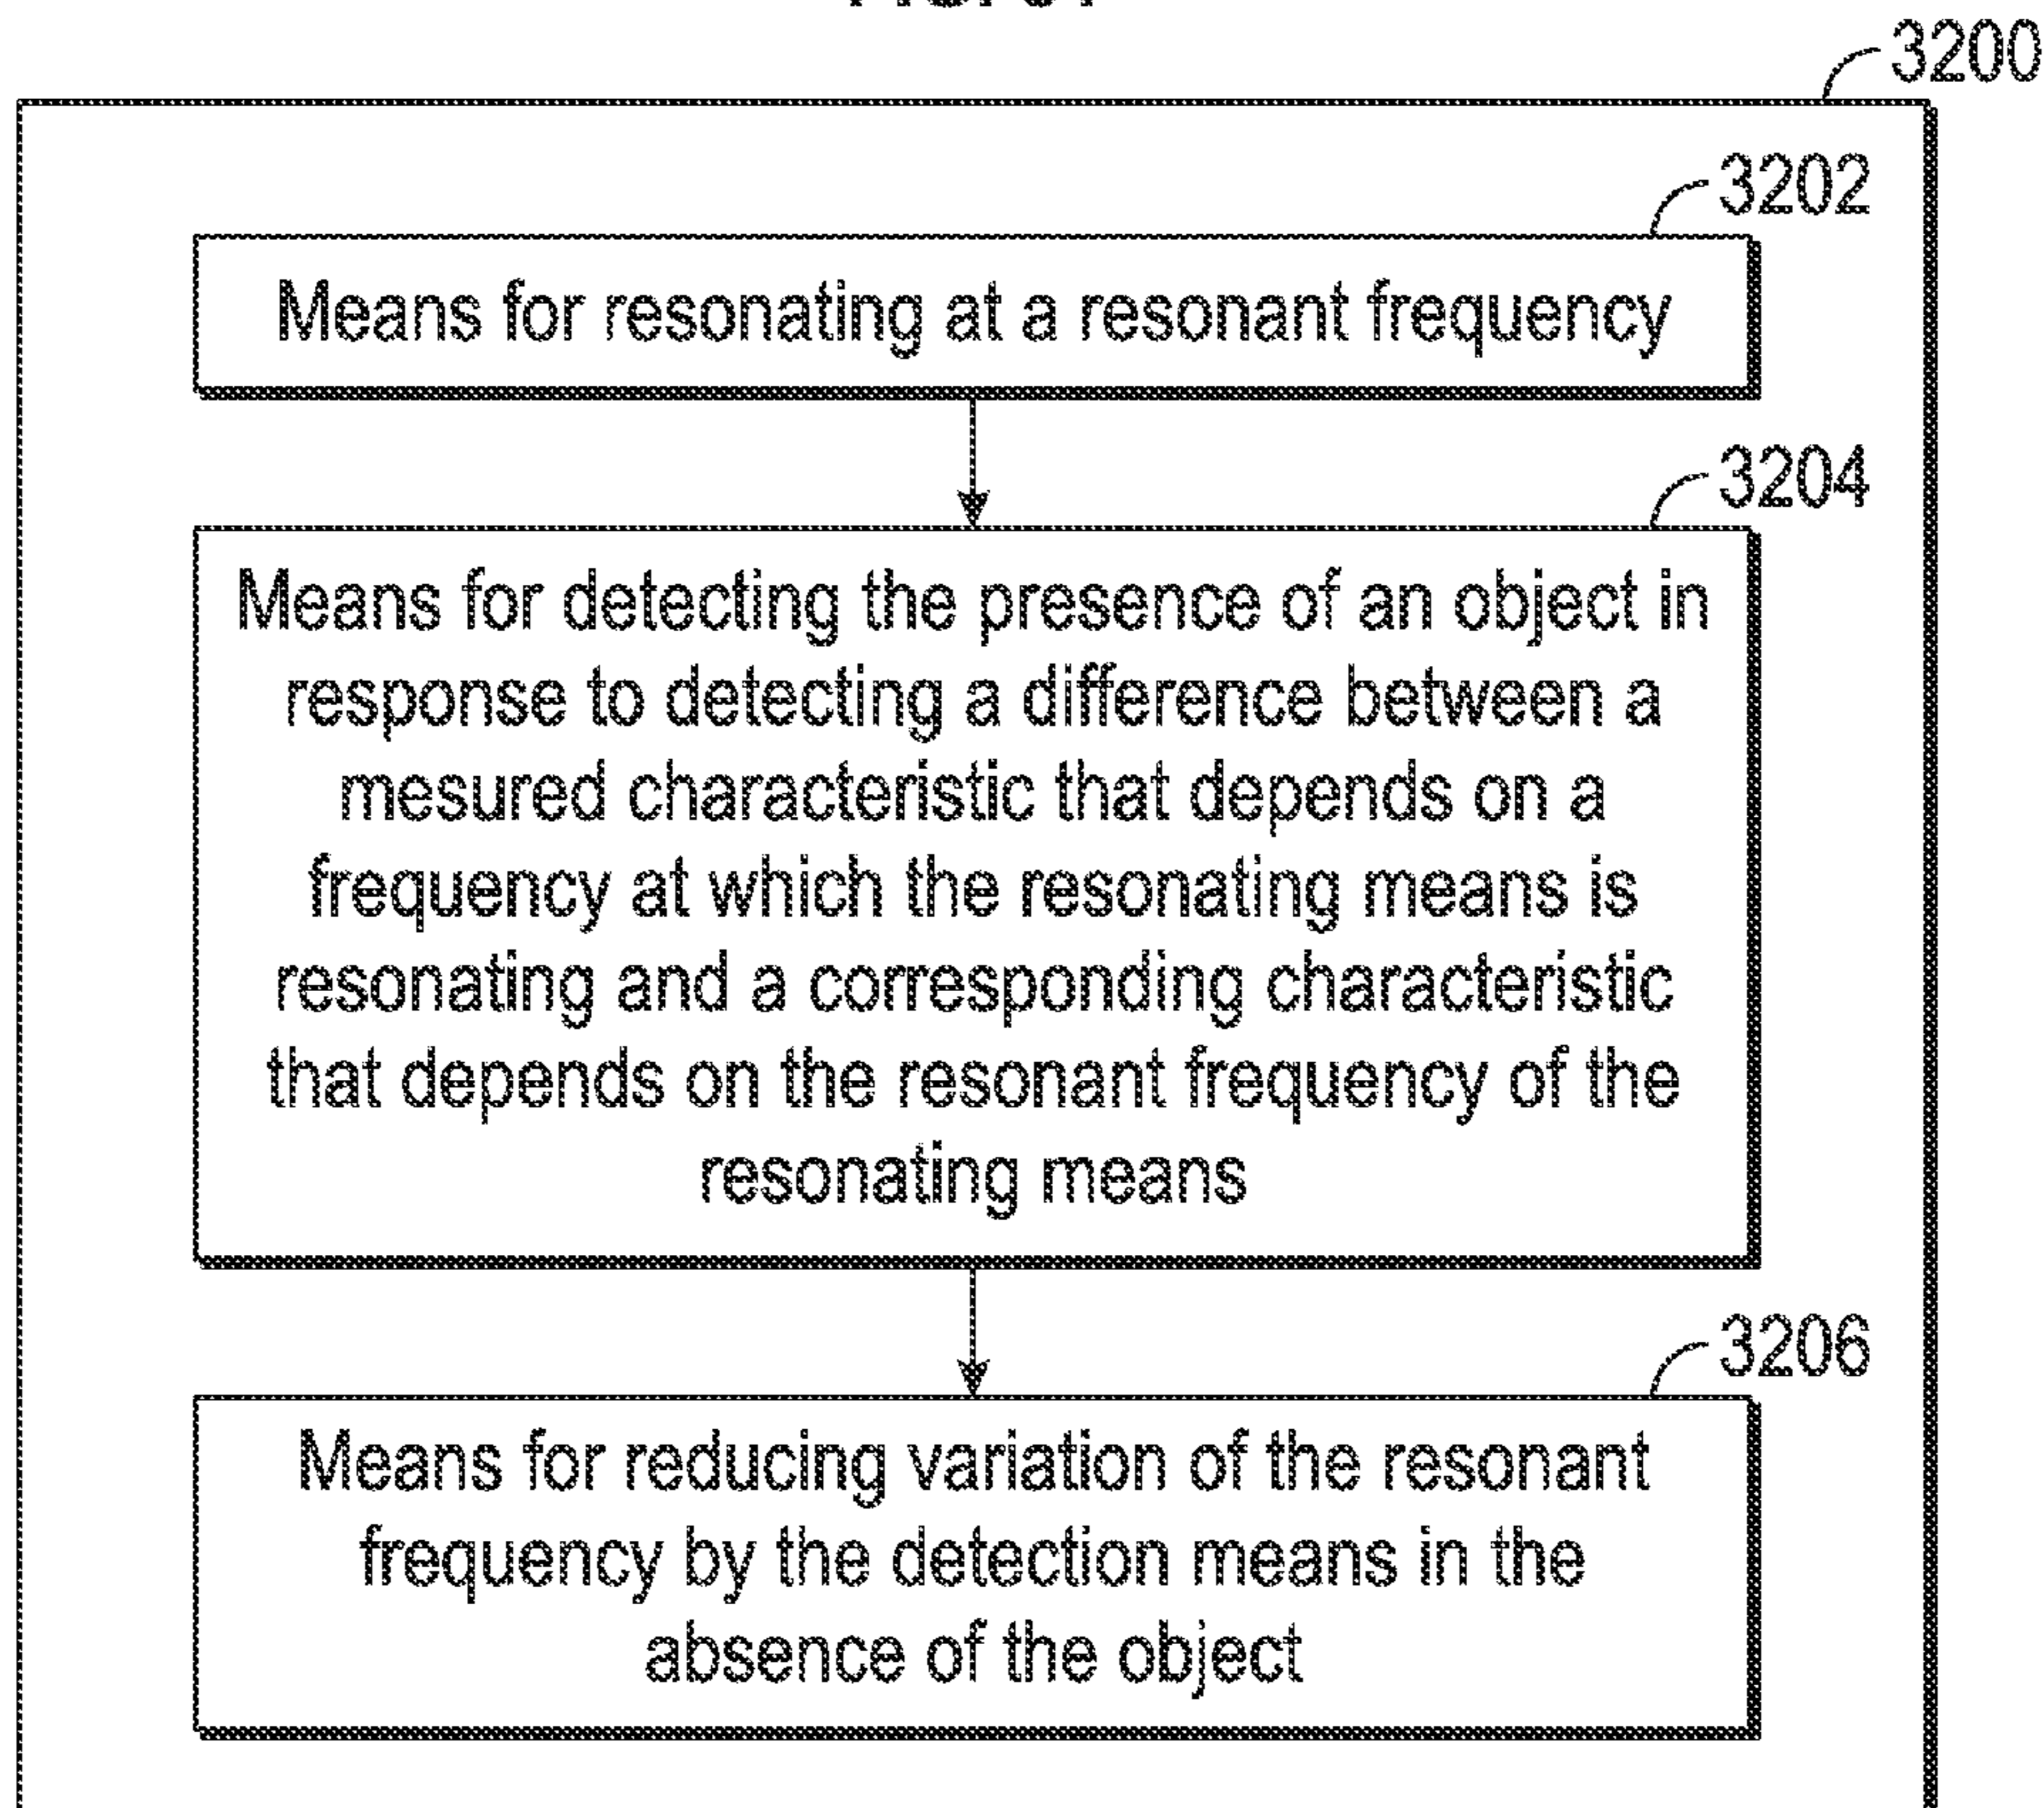 3200
3202
Means for resonating at a resonant frequency
3204
Means for detecting the presence of an object in
response to detecting a difference between a
mesured characteristic that depends on a
frequency at which the resonating means is
resonating and a corresponding characteristic
that depends on the resonant frequency of the
resonating means
3206
Means for reducing variation of the resonant
frequency by the detection means in the
absence of the object